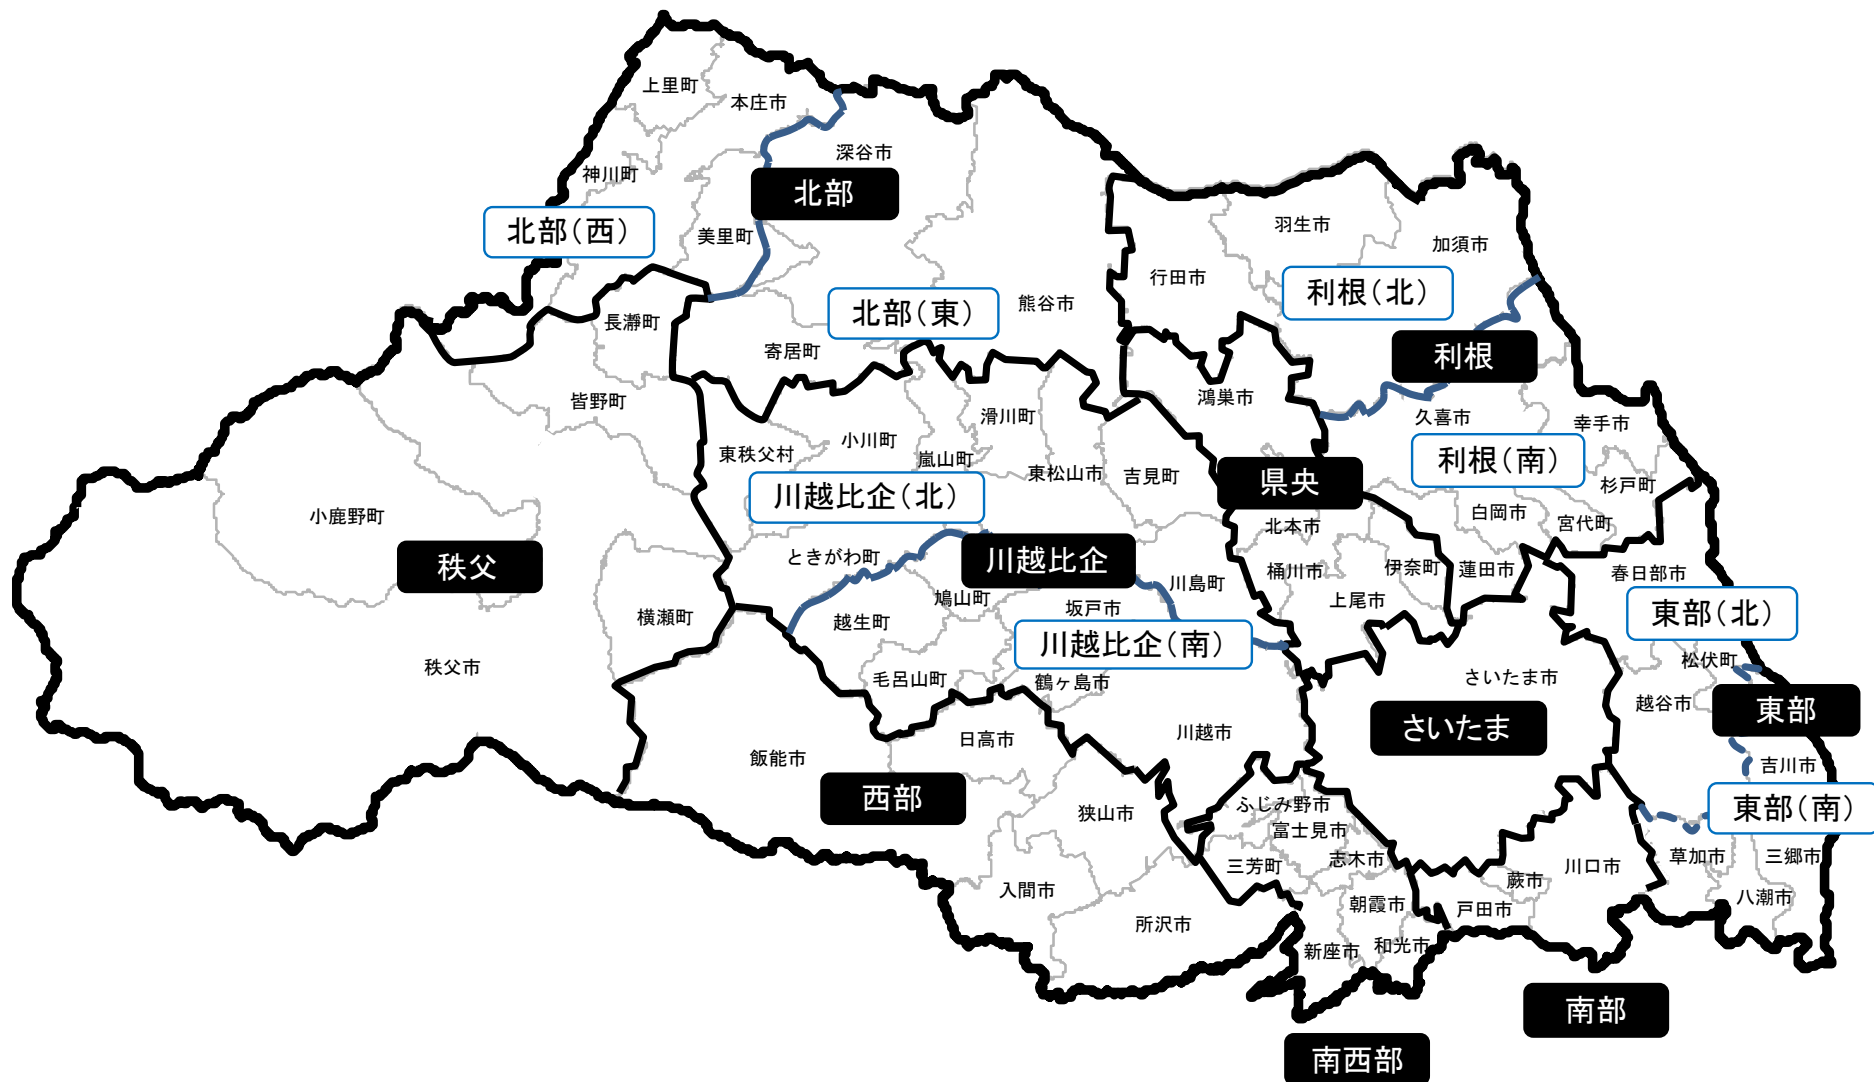 上里町
本庄市
深谷市
神川町
北部
北部(西)
美里町
羽生市
加須市
行田市
利根(北)
北部(東)
熊谷市
長瀞町
寄居町
利根
皆野町
鴻巣市
滑川町
久喜市
幸手市
小川町
東秩父村
嵐山町
東松山市
吉見町
県央
利根(南)
杉戸町
川越比企(北)
小鹿野町
北本市
白岡市
宮代町
ときがわ町
川越比企
秩父
桶川市
伊奈町
蓮田市
春日部市
川島町
鳩山町
上尾市
東部(北)
横瀬町
越生町
坂戸市
川越比企(南)
秩父市
毛呂山町
鶴ヶ島市
さいたま市
松伏町
越谷市
東部
さいたま
川越市
日高市
飯能市
吉川市
西部
狭山市
ふじみ野市
富士見市
東部(南)
三芳町
志木市
川口市
草加市
三郷市
入間市
蕨市
朝霞市
戸田市
八潮市
所沢市
新座市
和光市
南部
南西部